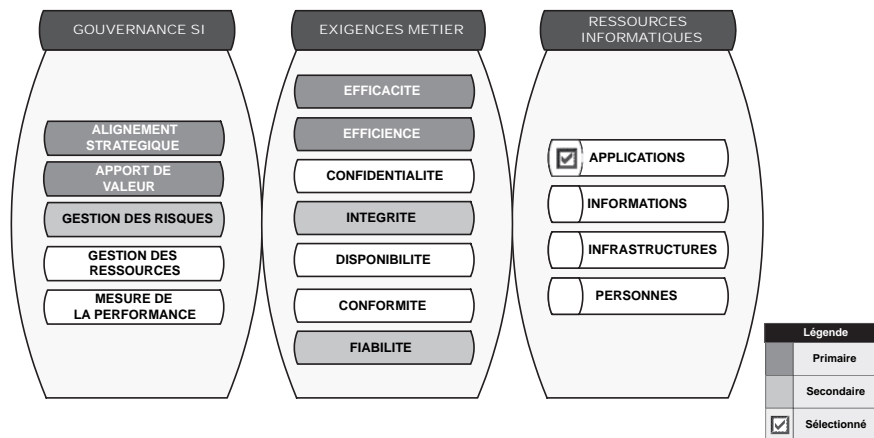 GOUVERNANCE SI
ALIGNEMENT
STRATEGIQUE
APPORT DE
VALEUR
GESTION DES RISQUES
GESTION DES
RESSOURCES
MESURE DE
LA PERFORMANCE
EXIGENCES METIER
EFFICACITE
EFFICIENCE
CONFIDENTIALITE
INTEGRITE
DISPONIBILITE
CONFORMITE
FIABILITE
RESSOURCES
INFORMATIQUES
APPLICATIONS
INFORMATIONS
INFRASTRUCTURES
PERSONNES
Légende
Primaire
Secondaire
Sélectionné